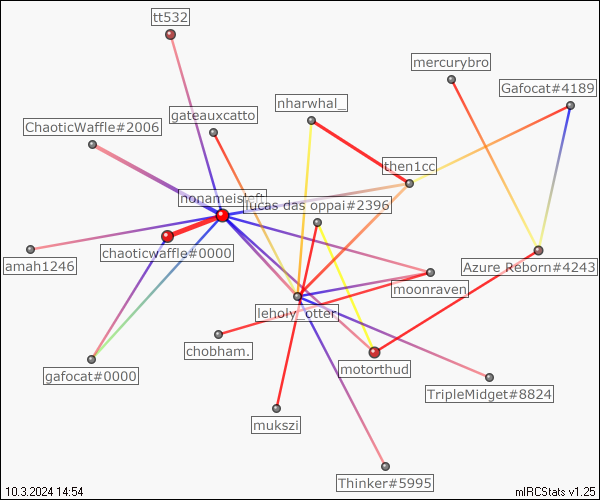 tt532
mercurybro
Gafocat#4189
nharwhal_
gateauxcatto
ChaoticWaffle#2006
then1cc
nonameisleft
lucas das oppai#2396
chaoticwaffle#0000
amah1246
Azure Reborn#4243
moonraven
leholy_otter
chobham.
motorthud
gafocat#0000
TripleMidget#8824
mukszi
Thinker#5995
10.3.2024 14:54
mIRCStats v1.25